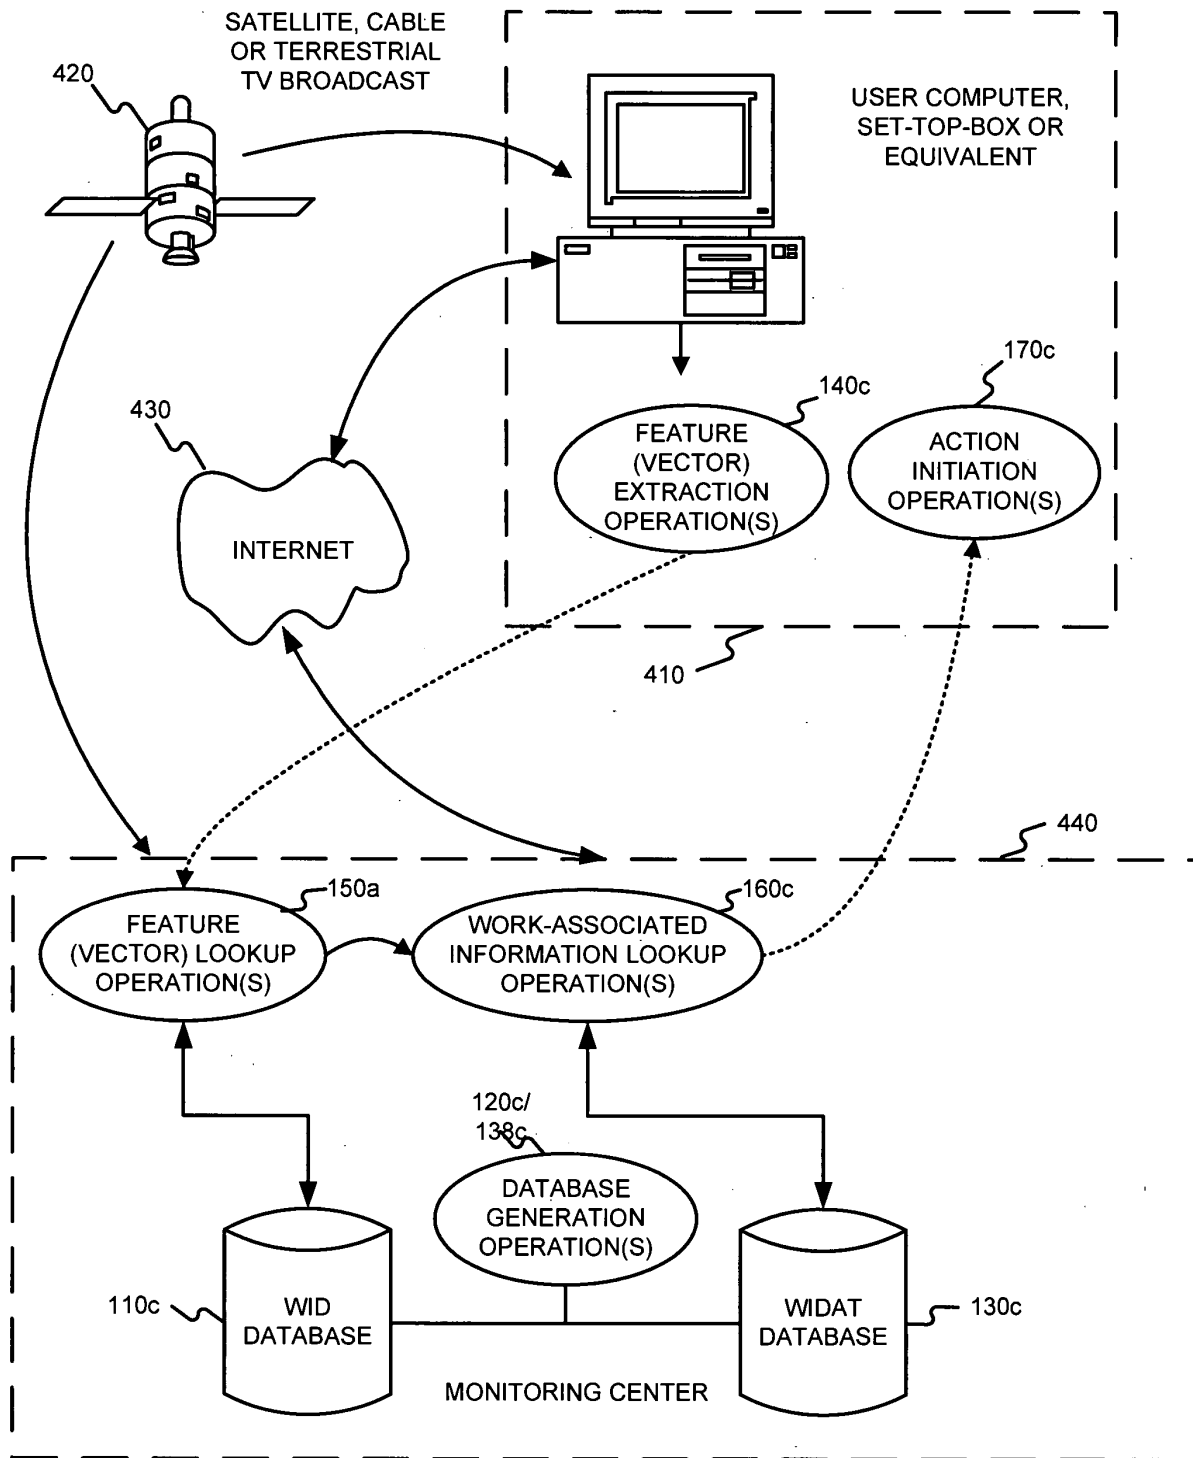 SATELLITE, CABLE
OR TERRESTRIAL
TV BROADCAST
420
USER COMPUTER,
SET-TOP-BOX OR
EQUIVALENT
170c
140c
430
FEATURE
(VECTOR)
EXTRACTION
OPERATION(S)
ACTION
INITIATION
OPERATION(S)
INTERNET
410
440
150a
160c
FEATURE
(VECTOR) LOOKUP
OPERATION(S)
WORK-ASSOCIATED
INFORMATION LOOKUP
OPERATION(S)
120c/
138c
DATABASE
GENERATION
OPERATION(S)
110c
WID
DATABASE
WIDAT
DATABASE
130c
MONITORING CENTER